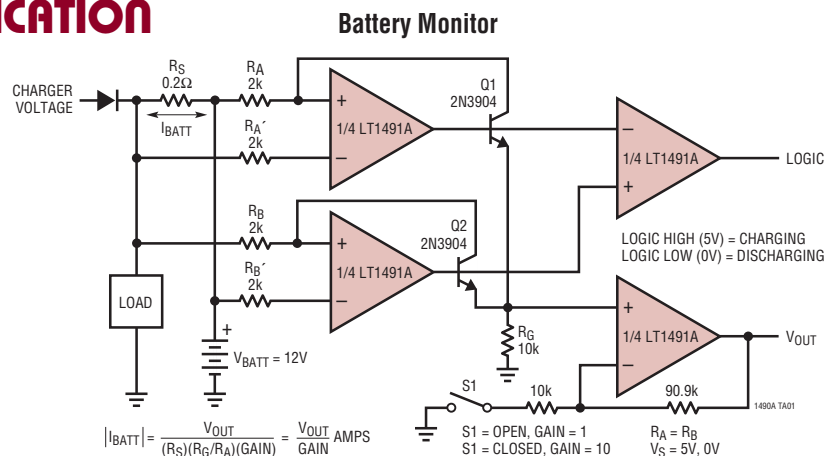 ICATION
Battery Monitor
CHARGER
VOLTAGE
RS
0.2Ω
IBATT
RA
2k
RA´
2k
+
–
1/4 LT1491A
Q1
2N3904
–
+
1/4 LT1491A
LOGIC
LOGIC HIGH (5V) = CHARGING
LOGIC LOW (0V) = DISCHARGING
RB
2k
RB´
2k
+
–
1/4 LT1491A
Q2
2N3904
LOAD
+
VBATT = 12V
RG
10k
+
–
1/4 LT1491A
VOUT
S1
10k
90.9k
1490A TA01
S1 = OPEN, GAIN = 1
S1 = CLOSED, GAIN = 10
RA = RB
VS = 5V, 0V
|IBATT| = VOUT / (RS)(RG/RA)(GAIN) = VOUT / GAIN AMPS